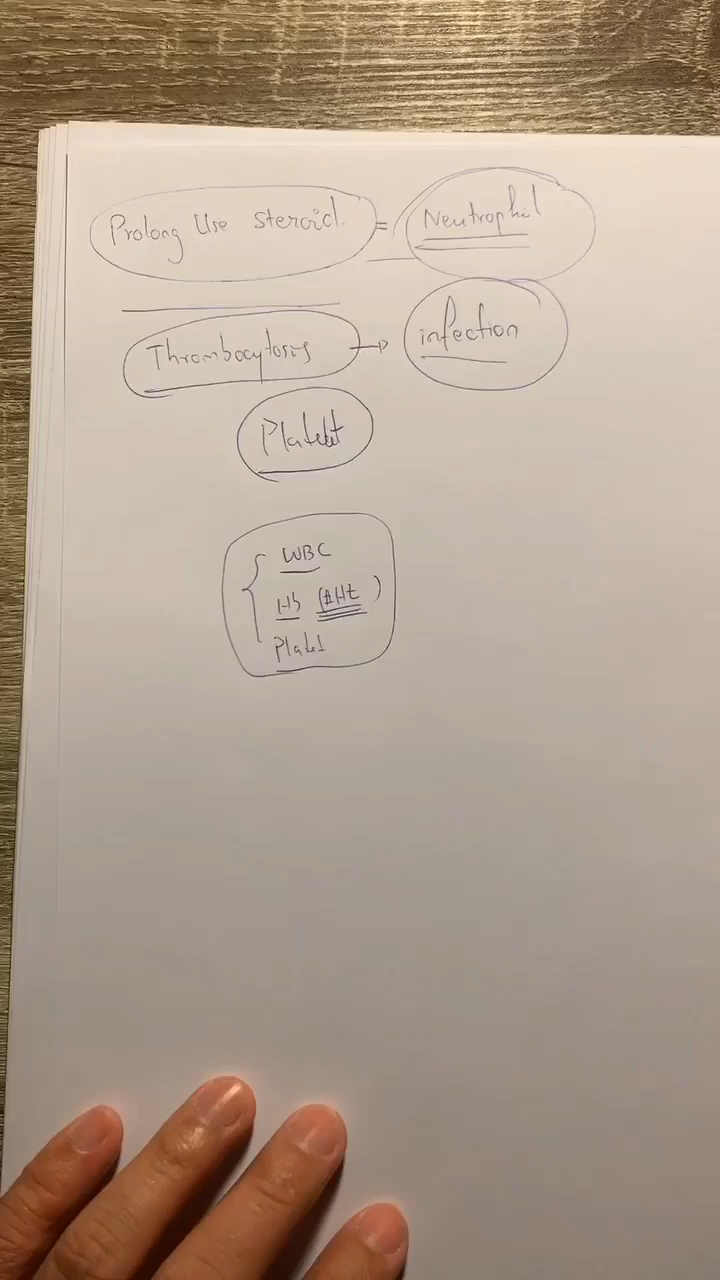 Prolong Use steroid. = Neutrophil
Thrombocytosis → infection
Platelet
WBC
Hb (Ht)
Platel